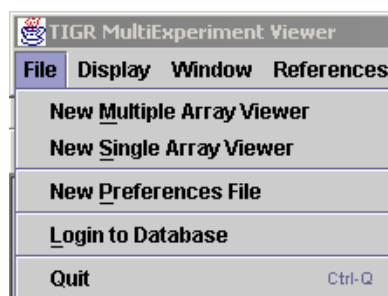 TIGR MultiExperiment Viewer
File Display Window References
New Multiple Array Viewer
New Single Array Viewer
New Preferences File
Login to Database
Quit Ctrl-Q